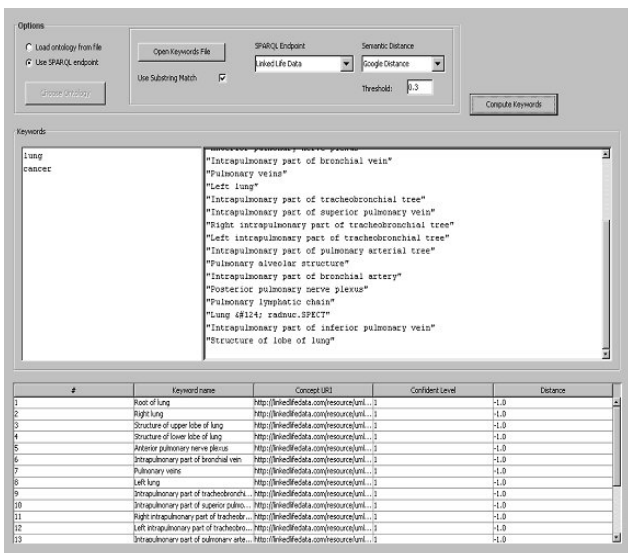 Options
Load ontology from file
Use SPARQL endpoint
Choose Ontology
Open Keywords File
Use Substring Match
SPARQL Endpoint
Linked Life Data
Semantic Distance
Google Distance
Threshold: 0.3
Compute Keywords
Keywords
lung
cancer
"Anterior pulmonary nerve plexus"
"Intrapulmonary part of bronchial vein"
"Pulmonary veins"
"Left lung"
"Intrapulmonary part of tracheobronchial tree"
"Intrapulmonary part of superior pulmonary vein"
"Right intrapulmonary part of tracheobronchial tree"
"Left intrapulmonary part of tracheobronchial tree"
"Intrapulmonary part of pulmonary arterial tree"
"Pulmonary alveolar structure"
"Intrapulmonary part of bronchial artery"
"Posterior pulmonary nerve plexus"
"Pulmonary lymphatic chain"
"Lung &#124; radnuc.SPECT"
"Intrapulmonary part of inferior pulmonary vein"
"Structure of lobe of lung"
# Keyword name Concept URI Confident Level Distance
1 Root of lung http://linkedlifedata.com/resource/uml... 1 -1.0
2 Right lung http://linkedlifedata.com/resource/uml... 1 -1.0
3 Structure of upper lobe of lung http://linkedlifedata.com/resource/uml... 1 -1.0
4 Structure of lower lobe of lung http://linkedlifedata.com/resource/uml... 1 -1.0
5 Anterior pulmonary nerve plexus http://linkedlifedata.com/resource/uml... 1 -1.0
6 Intrapulmonary part of bronchial vein http://linkedlifedata.com/resource/uml... 1 -1.0
7 Pulmonary veins http://linkedlifedata.com/resource/uml... 1 -1.0
8 Left lung http://linkedlifedata.com/resource/uml... 1 -1.0
9 Intrapulmonary part of tracheobronchi... http://linkedlifedata.com/resource/uml... 1 -1.0
10 Intrapulmonary part of superior pulmo... http://linkedlifedata.com/resource/uml... 1 -1.0
11 Right intrapulmonary part of tracheobr... http://linkedlifedata.com/resource/uml... 1 -1.0
12 Left intrapulmonary part of tracheobro... http://linkedlifedata.com/resource/uml... 1 -1.0
13 Intrapulmonary part of pulmonary arte... http://linkedlifedata.com/resource/uml... 1 -1.0